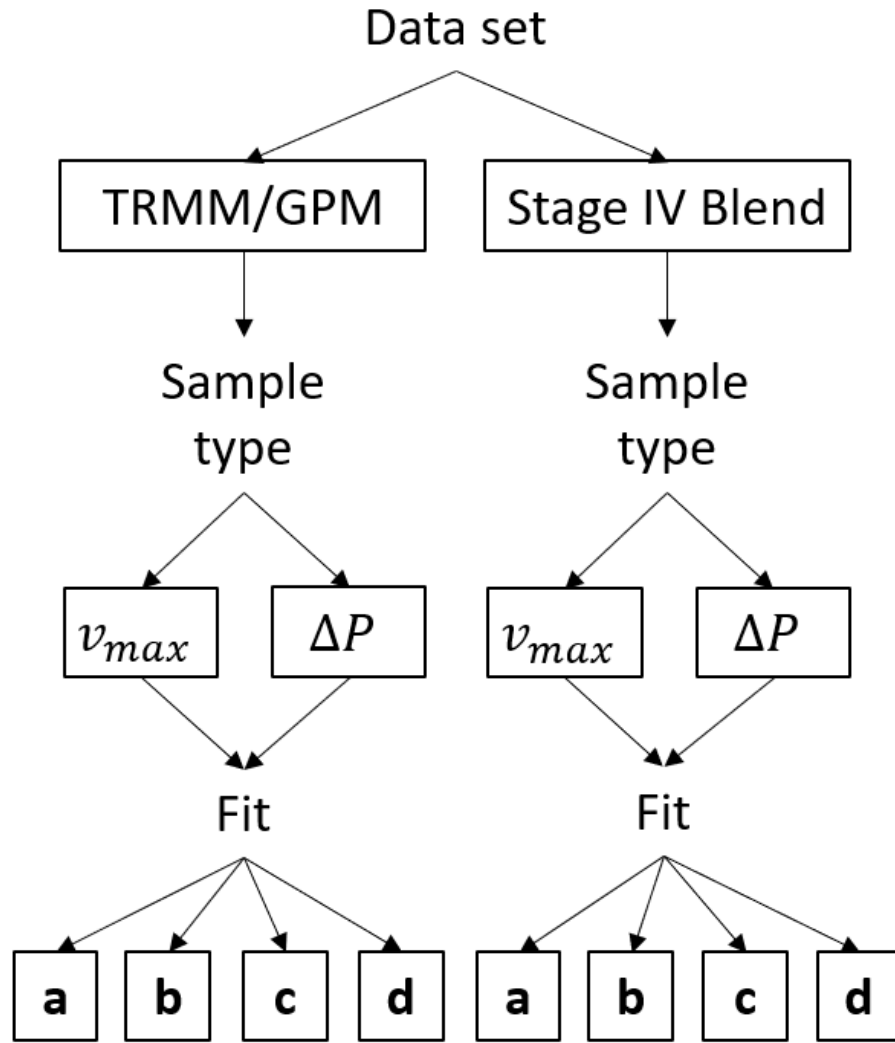 Data set
TRMM/GPM
Stage IV Blend
Sample
type
Sample
type
v_max
ΔP
v_max
ΔP
Fit
Fit
a
b
c
d
a
b
c
d